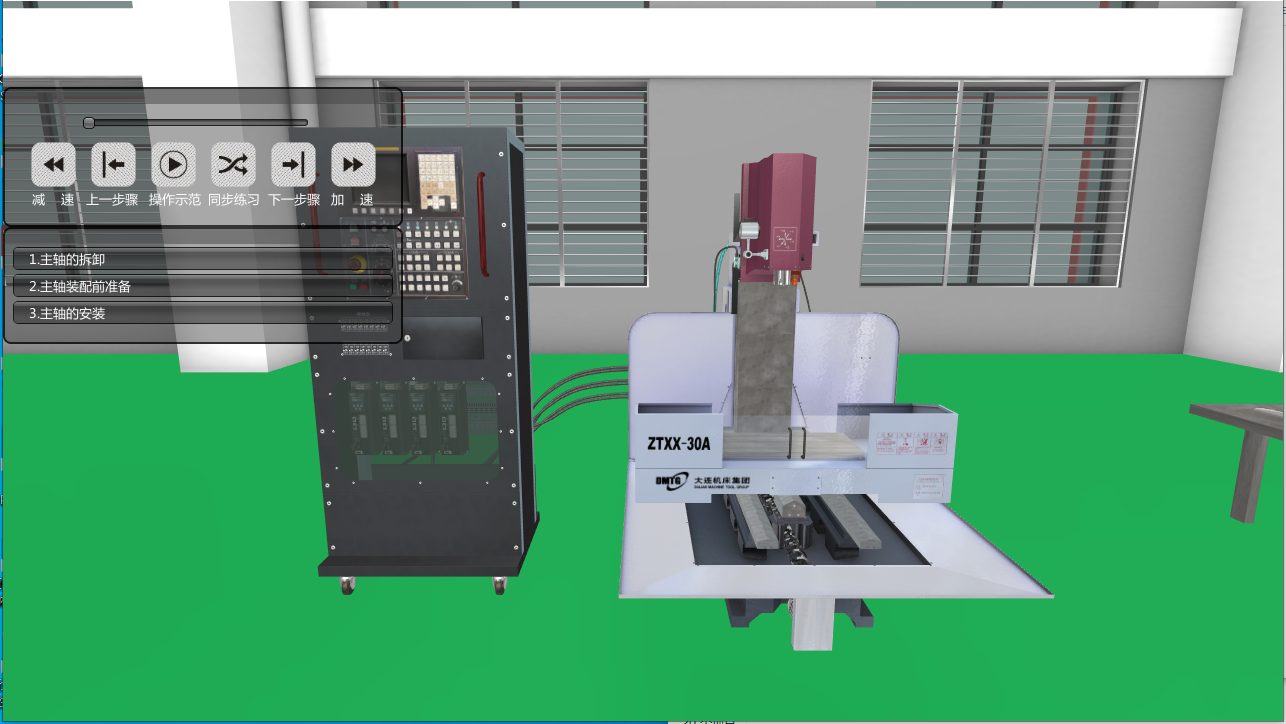 减 速
上一步骤
操作示范
同步练习
下一步骤
加 速
1.主轴的拆卸
2.主轴装配前准备
3.主轴的安装
ZTXX-30A
DMTG 大连机床集团
DALIAN MACHINE TOOL GROUP